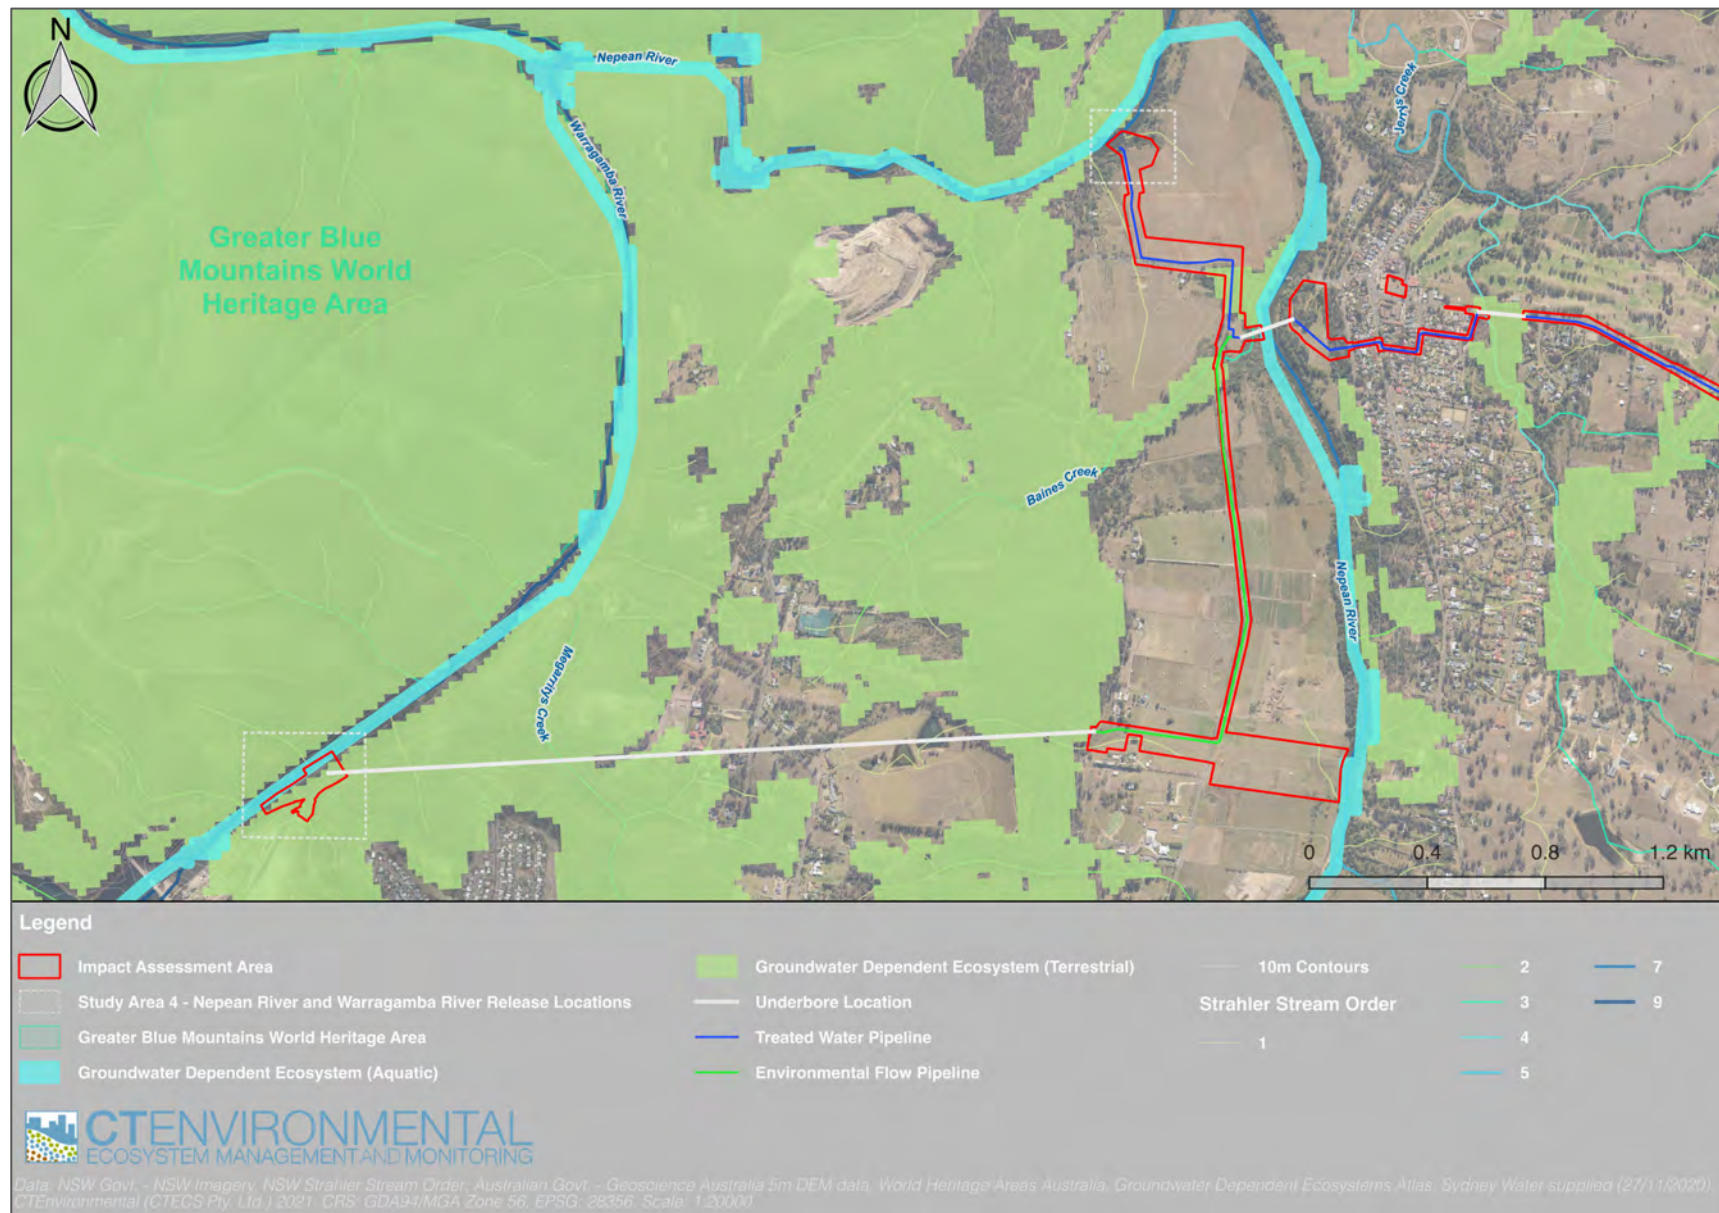 N
Nepean River
Warragamba River
Jerrys Creek
Greater Blue
Mountains World
Heritage Area
Baines Creek
Nepean River
Megarritys Creek
0 0.4 0.8 1.2 km
Legend
Impact Assessment Area
Study Area 4 - Nepean River and Warragamba River Release Locations
Greater Blue Mountains World Heritage Area
Groundwater Dependent Ecosystem (Aquatic)
Groundwater Dependent Ecosystem (Terrestrial)
Underbore Location
Treated Water Pipeline
Environmental Flow Pipeline
10m Contours
Strahler Stream Order
1
2
3
4
5
7
9
CTENVIRONMENTAL
ECOSYSTEM MANAGEMENT AND MONITORING
Data: NSW Govt. - NSW Imagery, NSW Strahler Stream Order; Australian Govt. - Geoscience Australia 5m DEM data, World Heritage Areas Australia, Groundwater Dependent Ecosystems Atlas. Sydney Water supplied (27/11/2020).
CTEnvironmental (CTECS Pty. Ltd.) 2021. CRS: GDA94/MGA Zone 56, EPSG: 28356. Scale: 1:20000